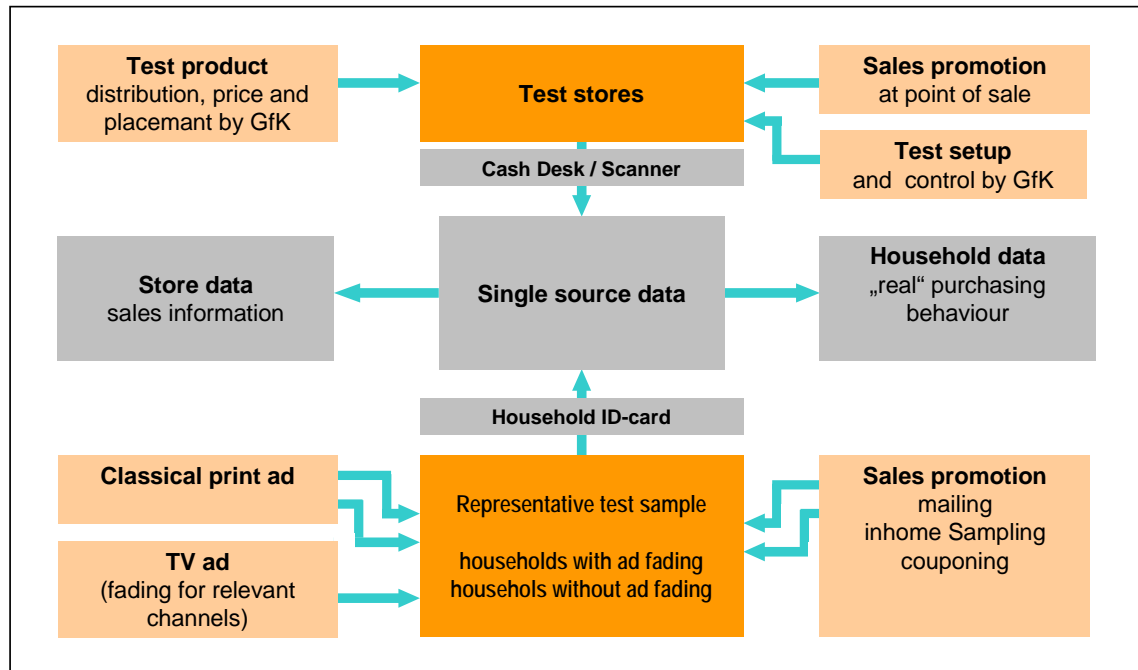 Test product
distribution, price and
placemant by GfK
Test stores
Sales promotion
at point of sale
Test setup
and control by GfK
Cash Desk / Scanner
Store data
sales information
Single source data
Household data
„real“ purchasing
behaviour
Household ID-card
Classical print ad
TV ad
(fading for relevant
channels)
Representative test sample
households with ad fading
househols without ad fading
Sales promotion
mailing
inhome Sampling
couponing